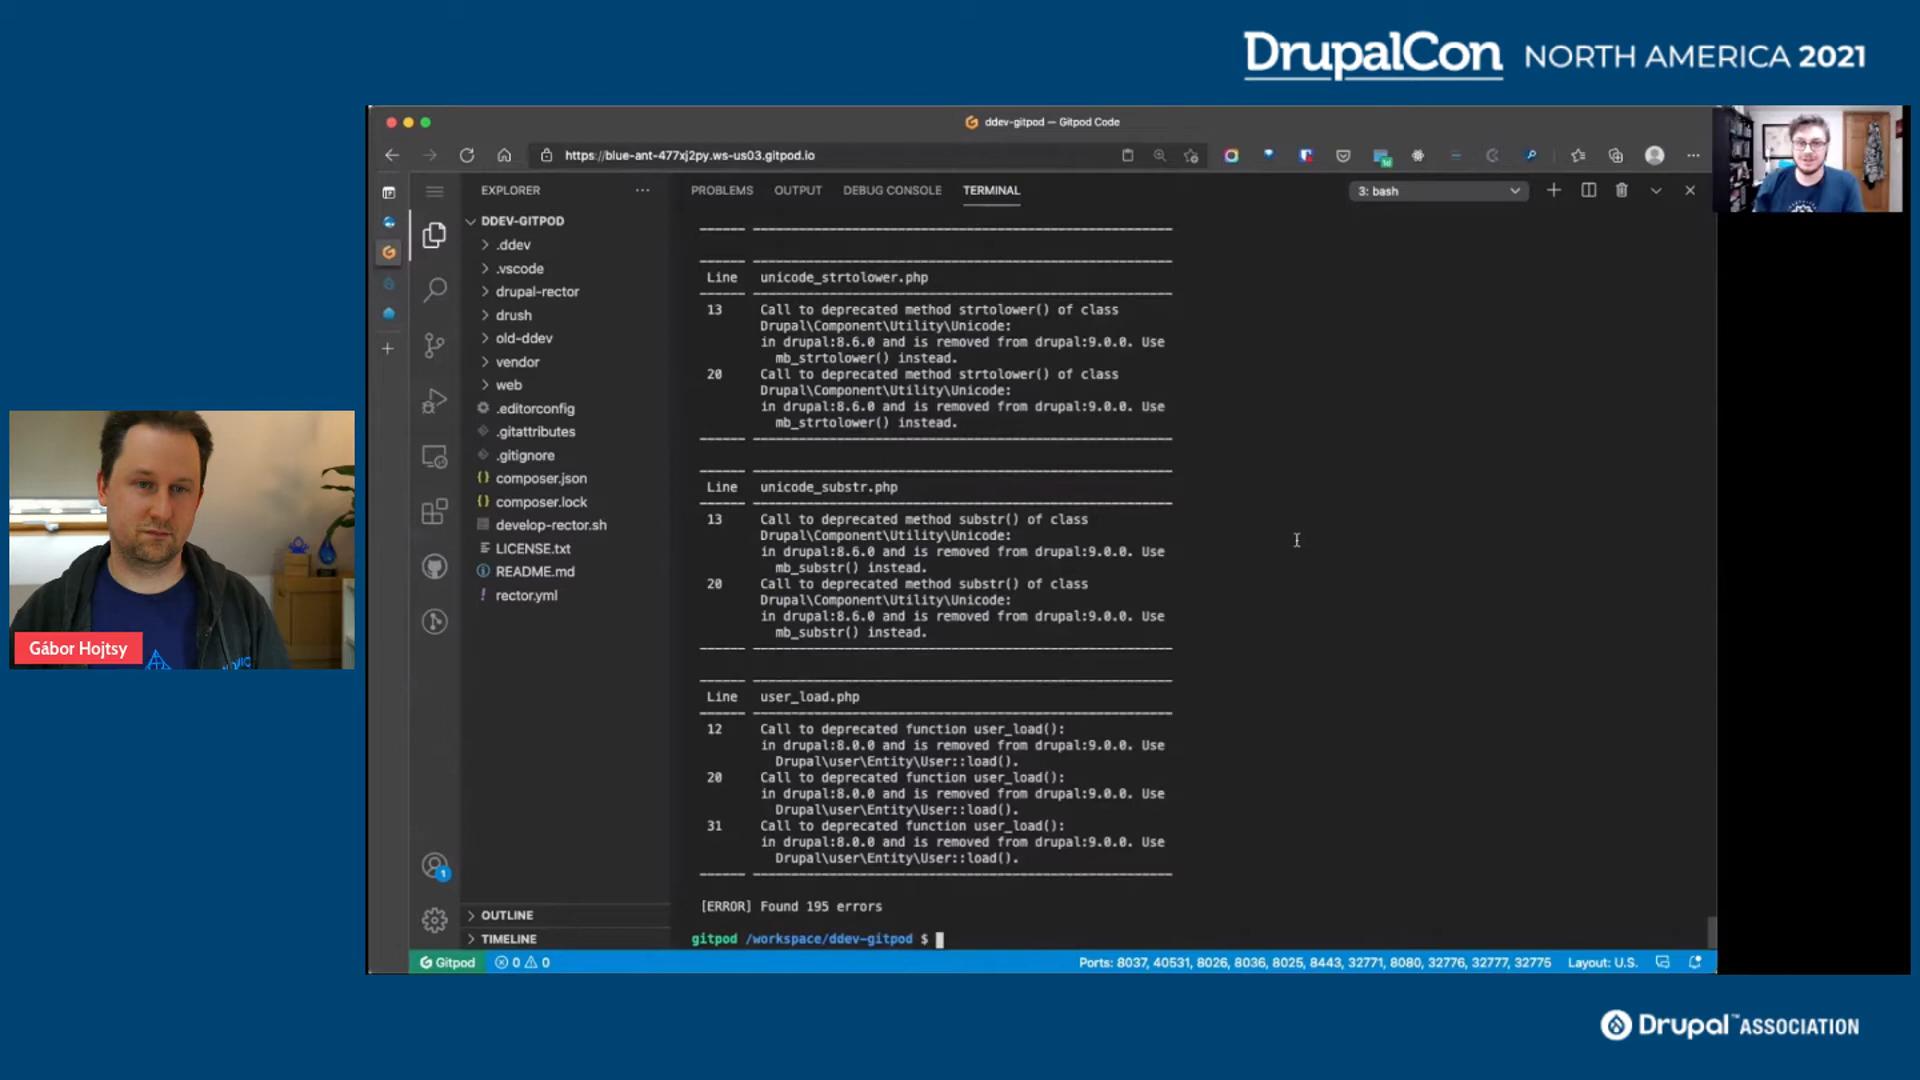 DrupalCon NORTH AMERICA 2021
ddev-gitpod — Gitpod Code
https://blue-ant-477xj2py.ws-us03.gitpod.io
EXPLORER
PROBLEMS OUTPUT DEBUG CONSOLE TERMINAL
3: bash
DDEV-GITPOD
.ddev
.vscode
drupal-rector
drush
old-ddev
vendor
web
.editorconfig
.gitattributes
.gitignore
composer.json
composer.lock
develop-rector.sh
LICENSE.txt
README.md
rector.yml
OUTLINE
TIMELINE
Line unicode_strtolower.php
13 Call to deprecated method strtolower() of class
Drupal\Component\Utility\Unicode:
in drupal:8.6.0 and is removed from drupal:9.0.0. Use
mb_strtolower() instead.
20 Call to deprecated method strtolower() of class
Drupal\Component\Utility\Unicode:
in drupal:8.6.0 and is removed from drupal:9.0.0. Use
mb_strtolower() instead.
Line unicode_substr.php
13 Call to deprecated method substr() of class
Drupal\Component\Utility\Unicode:
in drupal:8.6.0 and is removed from drupal:9.0.0. Use
mb_substr() instead.
20 Call to deprecated method substr() of class
Drupal\Component\Utility\Unicode:
in drupal:8.6.0 and is removed from drupal:9.0.0. Use
mb_substr() instead.
Line user_load.php
12 Call to deprecated function user_load():
in drupal:8.0.0 and is removed from drupal:9.0.0. Use
Drupal\user\Entity\User::load().
20 Call to deprecated function user_load():
in drupal:8.0.0 and is removed from drupal:9.0.0. Use
Drupal\user\Entity\User::load().
31 Call to deprecated function user_load():
in drupal:8.0.0 and is removed from drupal:9.0.0. Use
Drupal\user\Entity\User::load().
[ERROR] Found 195 errors
gitpod /workspace/ddev-gitpod $
1
Gitpod 0 0
Ports: 8037, 40531, 8026, 8036, 8025, 8443, 32771, 8080, 32776, 32777, 32775 Layout: U.S.
Gábor Hojtsy
Drupal™ ASSOCIATION